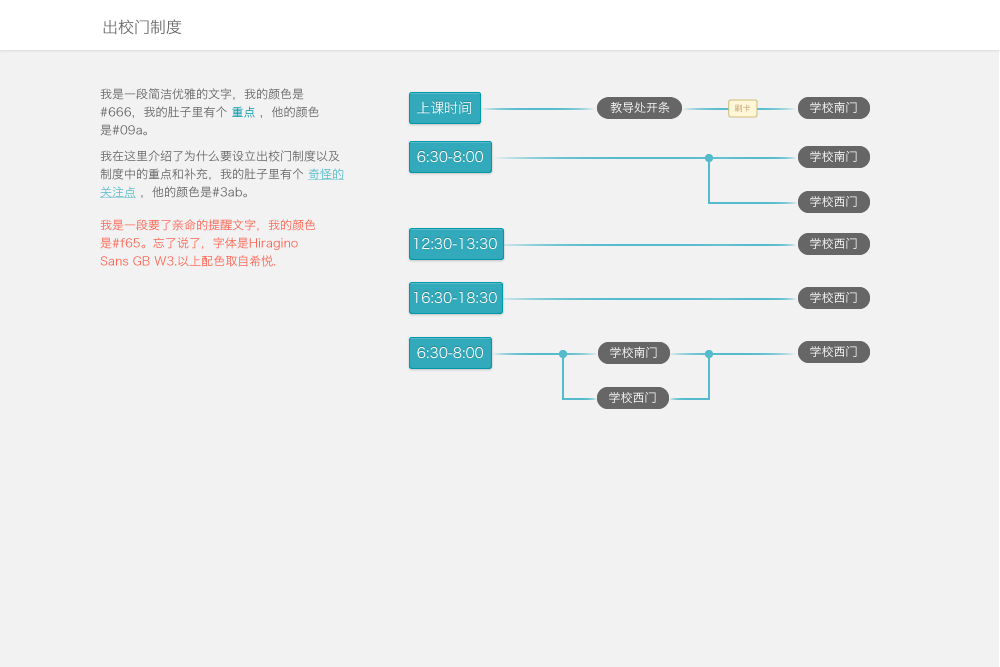 出校门制度
我是一段简洁优雅的文字，我的颜色是
#666，我的肚子里有个 重点 ，他的颜色
是#09a。
我在这里介绍了为什么要设立出校门制度以及
制度中的重点和补充，我的肚子里有个 奇怪的
关注点 ，他的颜色是#3ab。
我是一段要了亲命的提醒文字，我的颜色
是#f65。忘了说了，字体是Hiragino
Sans GB W3.以上配色取自希悦.
上课时间 教导处开条 刷卡 学校南门
6:30-8:00 学校南门
学校西门
12:30-13:30 学校西门
16:30-18:30 学校西门
6:30-8:00 学校南门 学校西门
学校西门